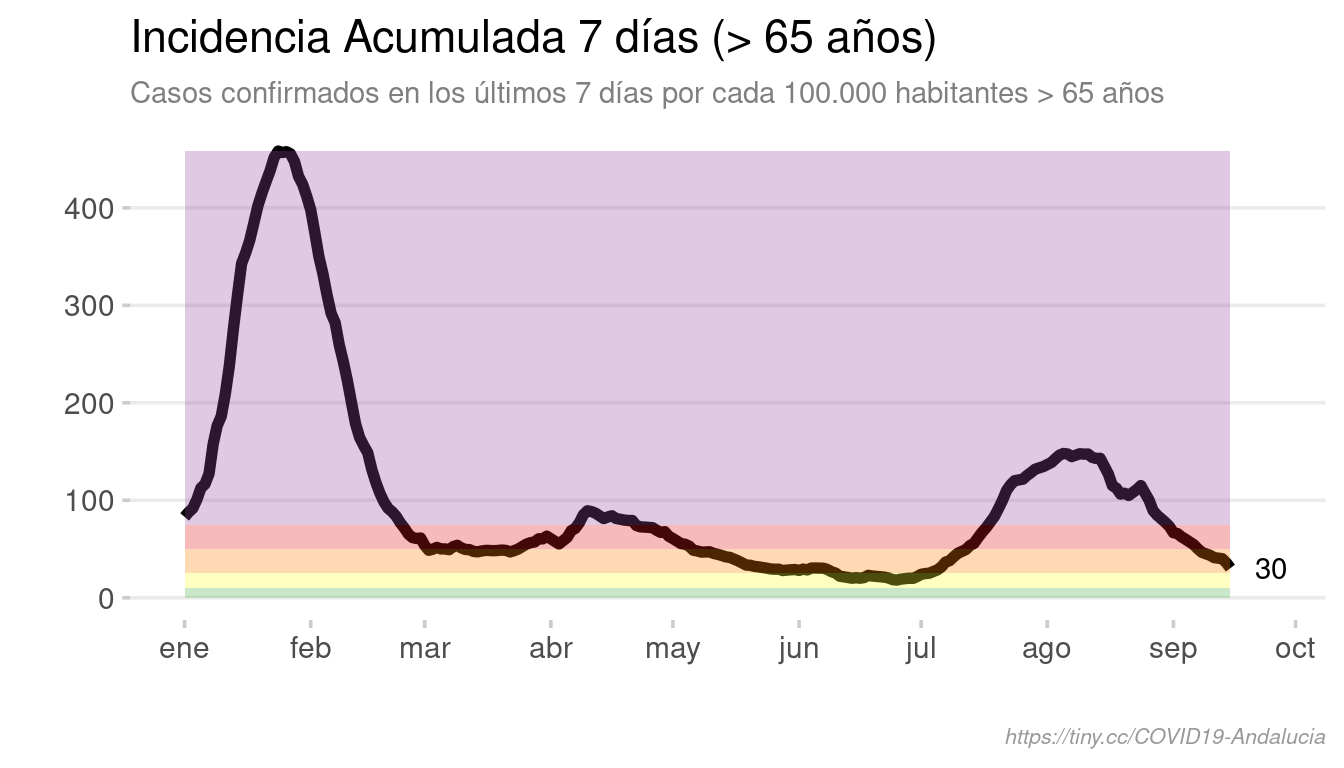 Incidencia Acumulada 7 días (> 65 años)
Casos confirmados en los últimos 7 días por cada 100.000 habitantes > 65 años
400
300
200
100
0
30
ene feb mar abr may jun jul ago sep oct
https://tiny.cc/COVID19-Andalucia